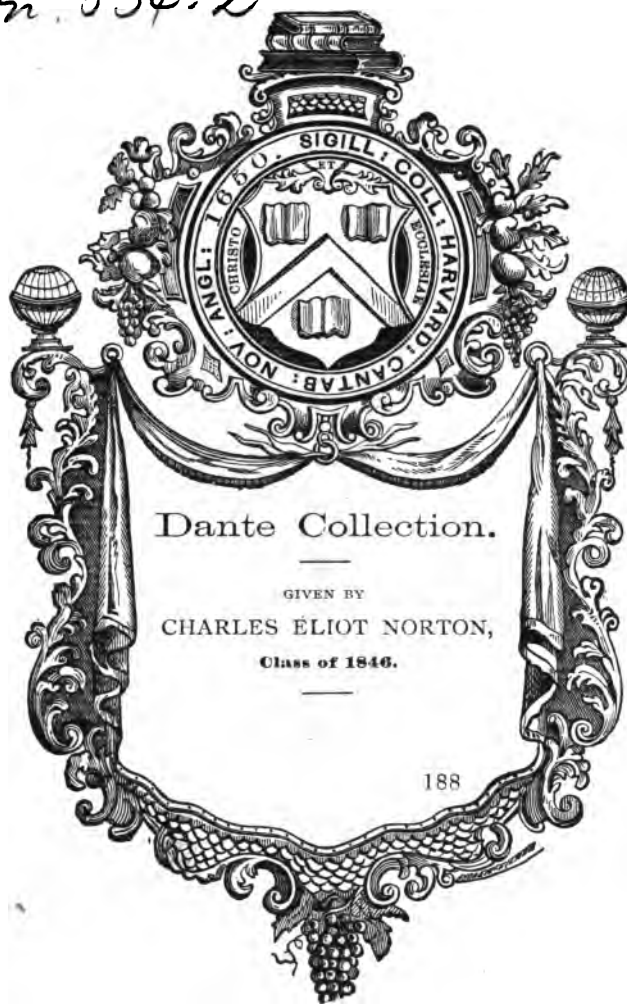 SIGILL : COLL : HARVARD : CANTAB : NOV : ANGL : 1650.
CHRISTO
ET
ECCLESIAE
Dante Collection.
GIVEN BY
CHARLES ELIOT NORTON,
Class of 1846.
188